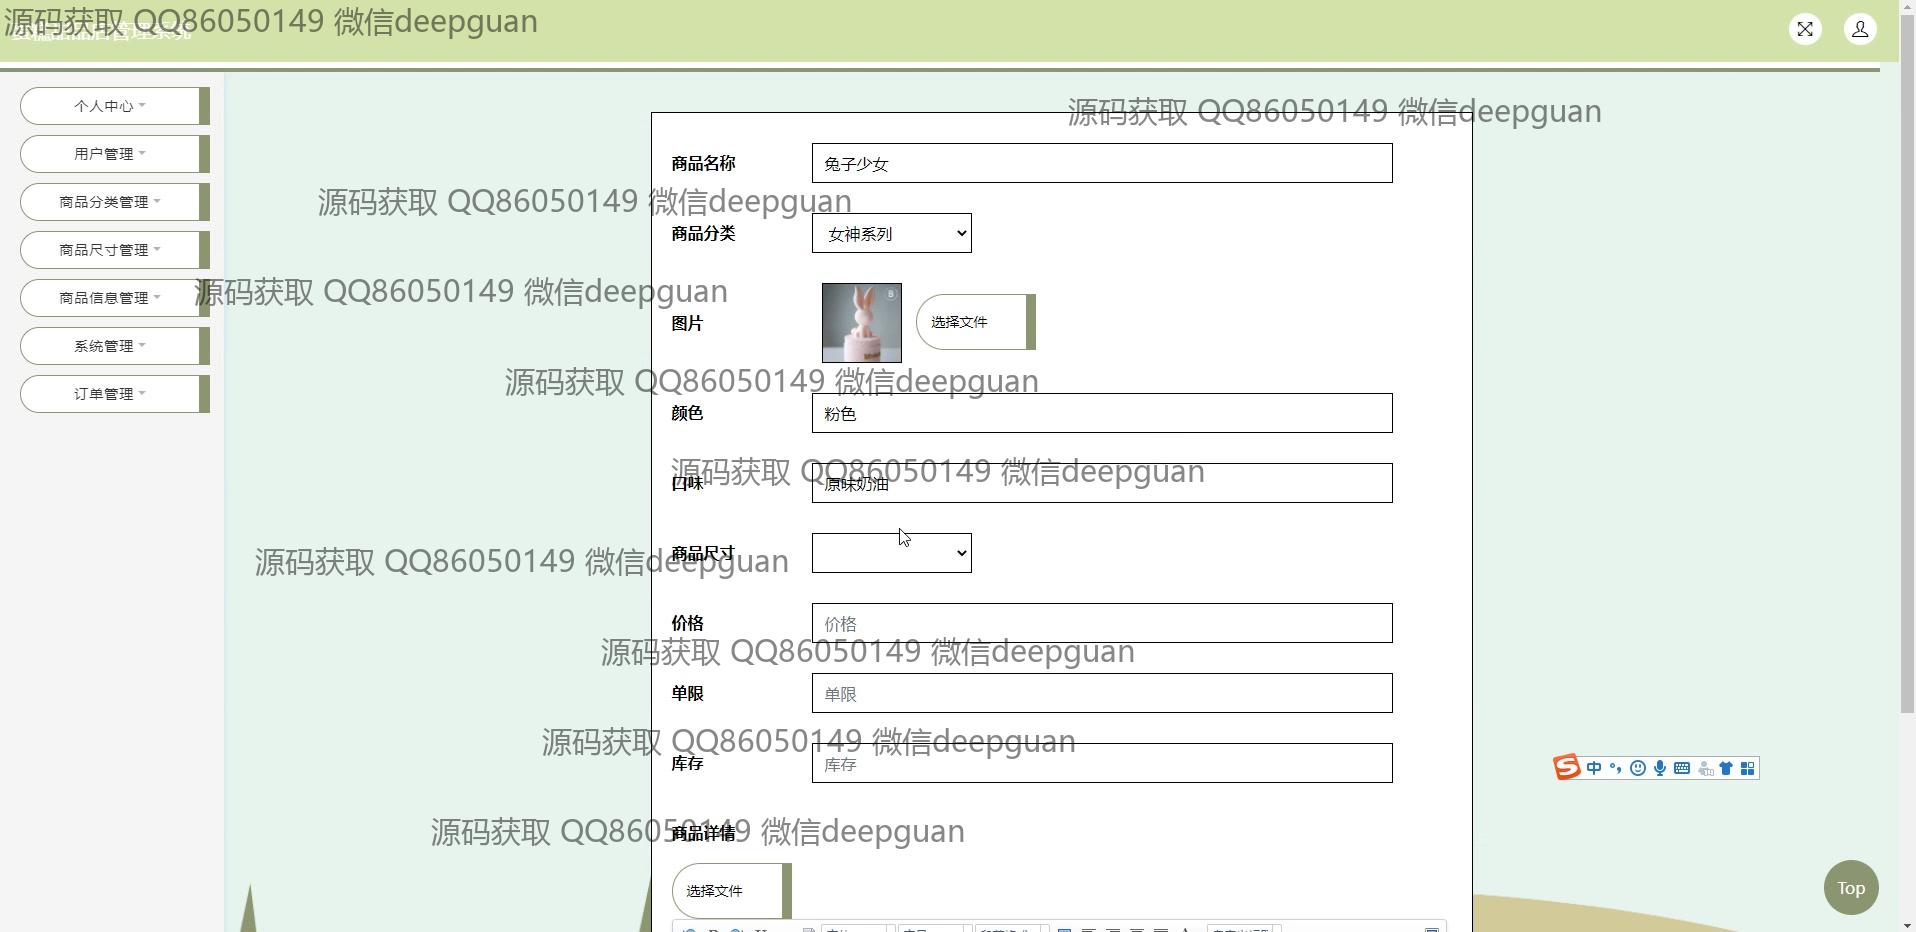 源码获取 QQ86050149 微信deepguan
个人中心
用户管理
商品分类管理
商品尺寸管理
商品信息管理
系统管理
订单管理
源码获取 QQ86050149 微信deepguan
商品名称
兔子少女
源码获取 QQ86050149 微信deepguan
商品分类
女神系列
源码获取 QQ86050149 微信deepguan
图片
选择文件
源码获取 QQ86050149 微信deepguan
颜色
粉色
源码获取 QQ86050149 微信deepguan
口味
原味奶油
商品尺寸
源码获取 QQ86050149 微信deepguan
价格
价格
源码获取 QQ86050149 微信deepguan
单限
单限
源码获取 QQ86050149 微信deepguan
库存
库存
中
源码获取 QQ86050149 微信deepguan
商品详情
选择文件
Top